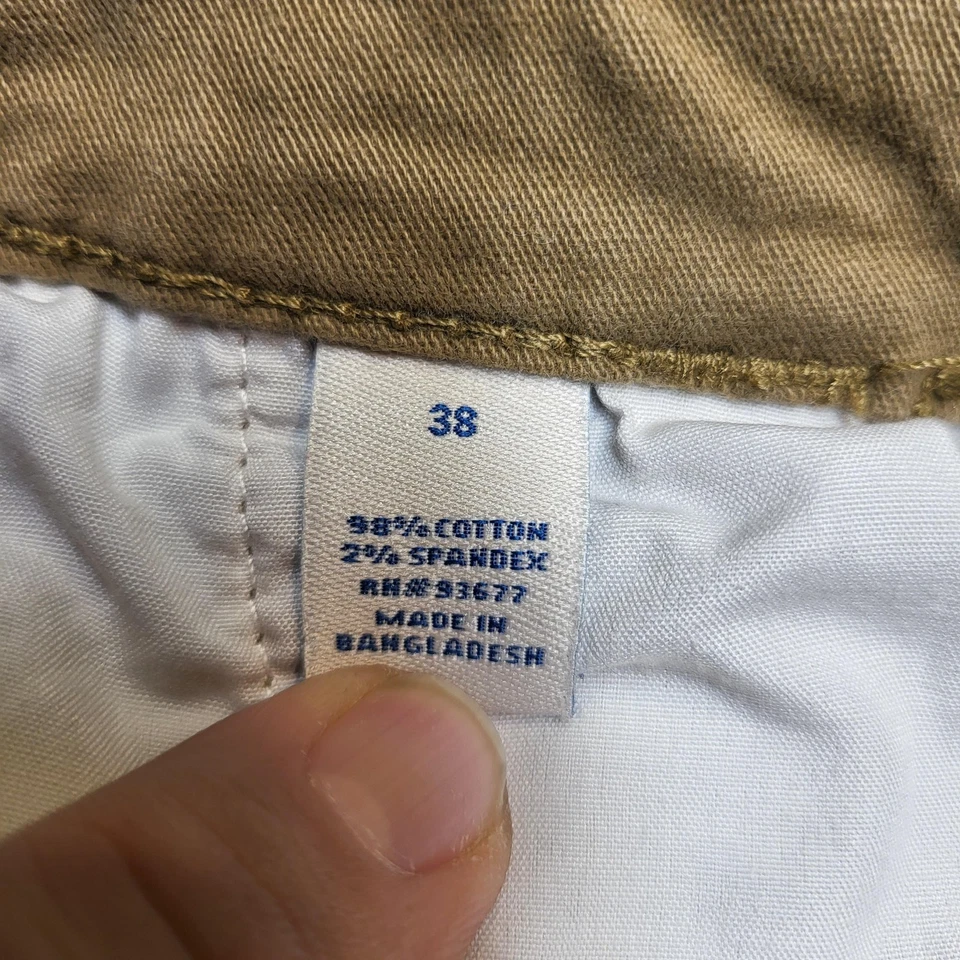 38
98% COTTON
2% SPANDEX
RN# 93677
MADE IN
BANGLADESH